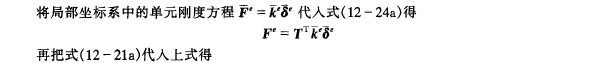 将局部坐标系中的单元刚度方程 F̄ᵉ = k̄ᵉδ̄ᵉ 代入式(12-24a)得
Fᵉ = Tᵀk̄ᵉδ̄ᵉ
再把式(12-21a)代入上式得